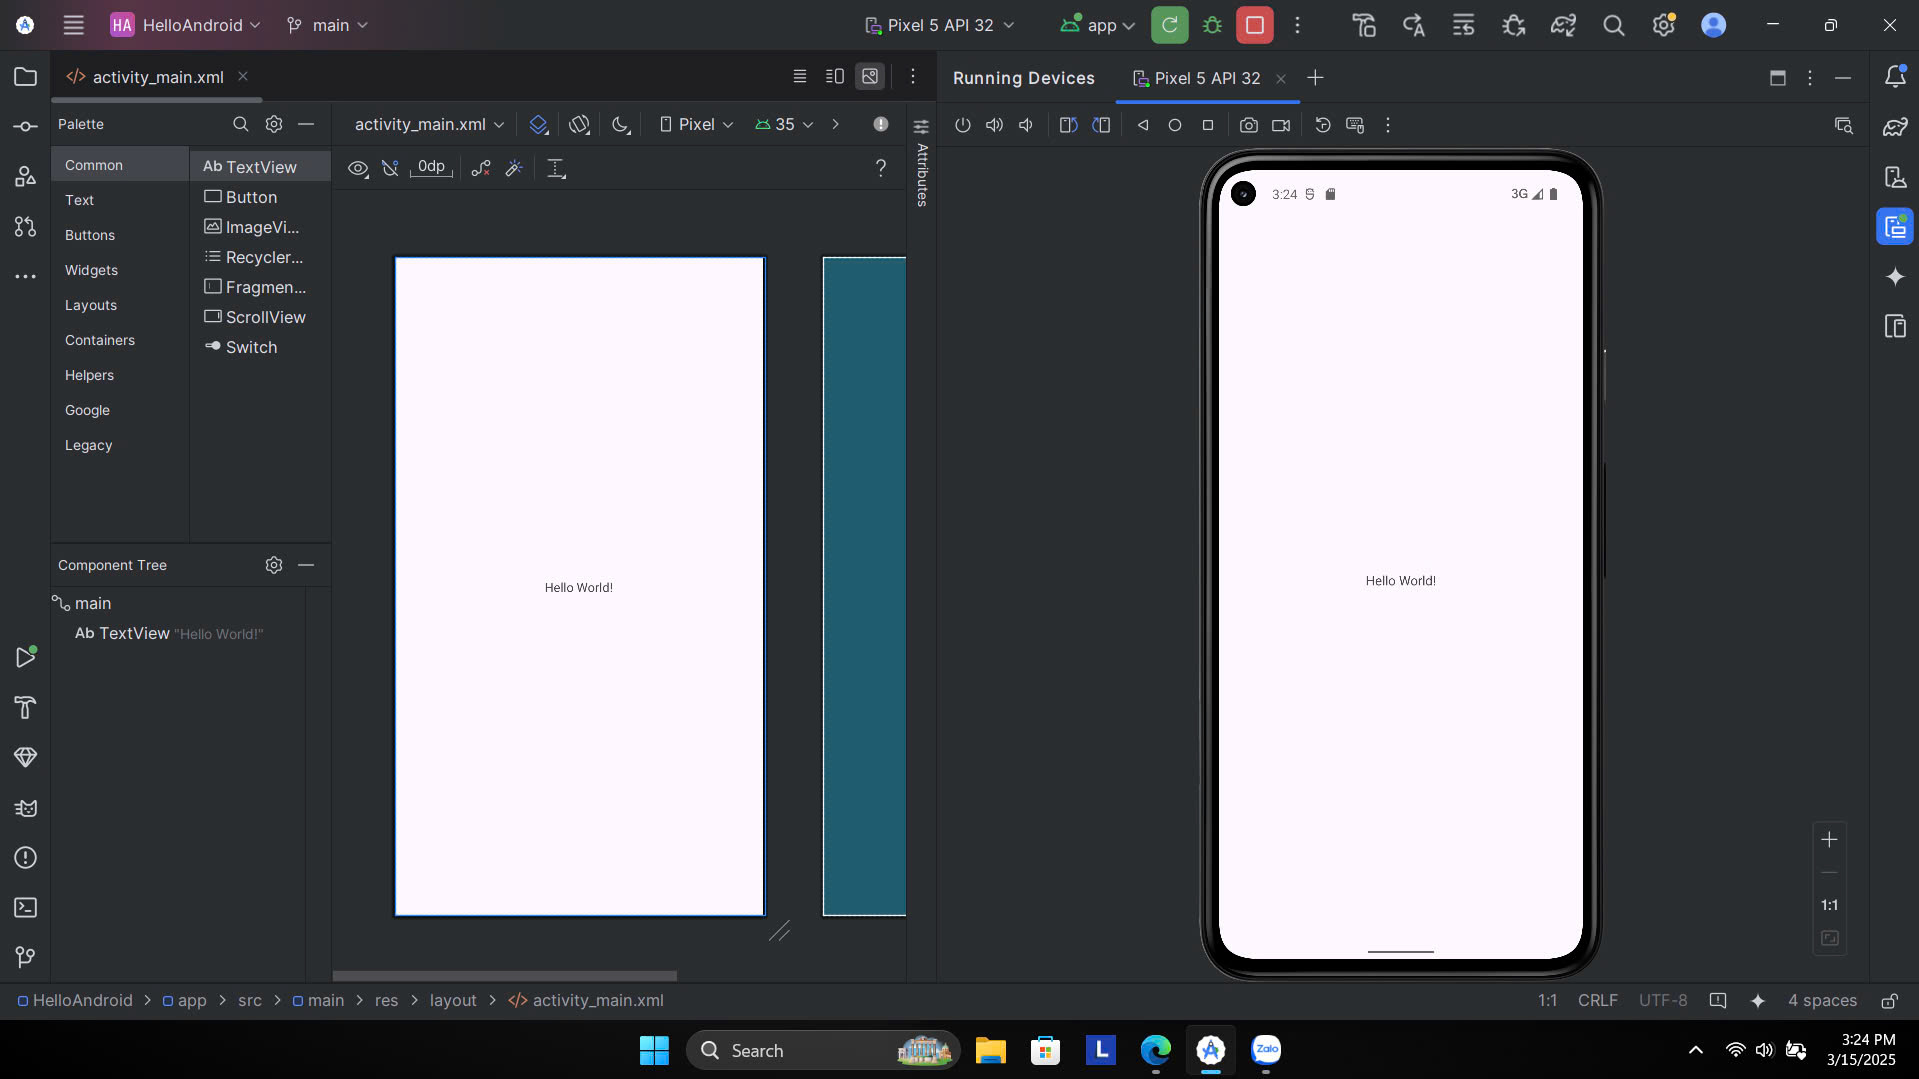 HA HelloAndroid main Pixel 5 API 32 app
activity_main.xml
Running Devices Pixel 5 API 32
Palette
activity_main.xml Pixel 35
0dp ?
Attributes
Common
Text
Buttons
Widgets
Layouts
Containers
Helpers
Google
Legacy
Ab TextView
Button
ImageVi...
Recycler...
Fragmen...
ScrollView
Switch
Component Tree
main
Ab TextView "Hello World!"
Hello World!
3:24 3G
Hello World!
1:1
HelloAndroid > app > src > main > res > layout > activity_main.xml
1:1 CRLF UTF-8 4 spaces
Search
L
Zalo
3:24 PM
3/15/2025